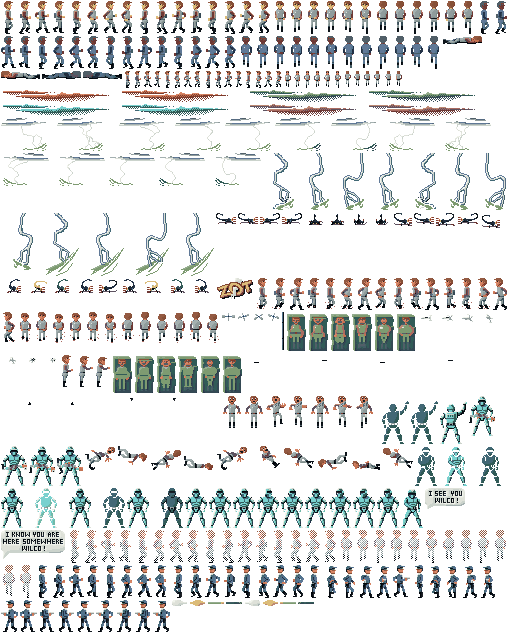 ZOT
I SEE YOU
WILCO!
I KNOW YOU ARE
HERE SOMEWHERE
WILCO!